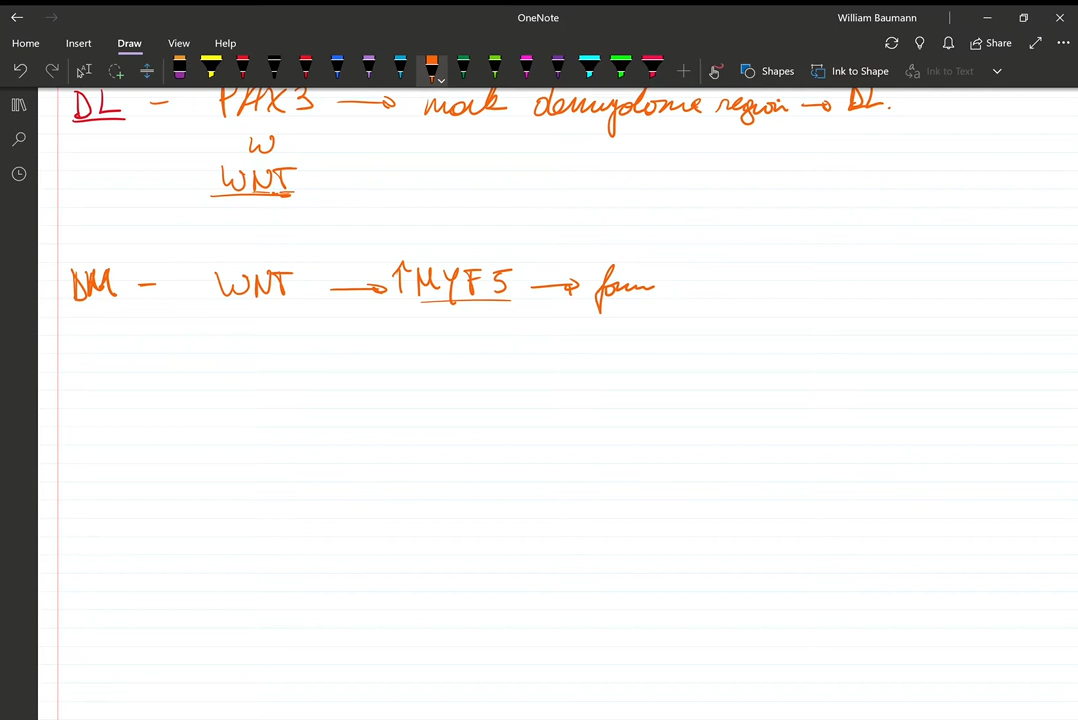 OneNote
William Baumann
Home Insert Draw View Help
Share
Shapes Ink to Shape Ink to Text
DL - PAX3 → mark demmydome region → DL.
W
WNT
DM - WNT → ↑MYF5 → form